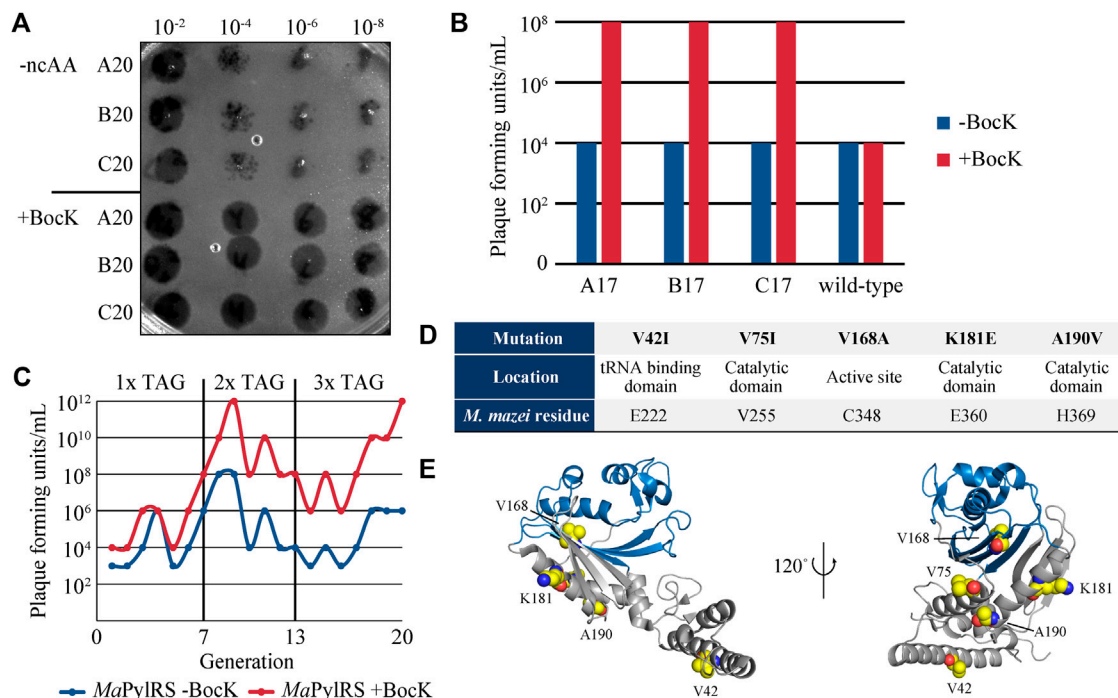 A
10-2 10-4 10-6 10-8
-ncAA A20
B20
C20
+BocK A20
B20
C20
B
Plaque forming units/mL
10⁸
10⁶
10⁴
10²
0
A17 B17 C17 wild-type
-BocK
+BocK
C
1x TAG 2x TAG 3x TAG
Plaque forming units/mL
10¹²
10¹⁰
10⁸
10⁶
10⁴
10²
0 7 13 20
Generation
MaPylRS -BocK MaPylRS +BocK
D
Mutation V42I V75I V168A K181E A190V
Location tRNA binding domain Catalytic domain Active site Catalytic domain Catalytic domain
M. mazei residue E222 V255 C348 E360 H369
E
V168
K181
A190
V42
120°
V168
V75
K181
A190
V42